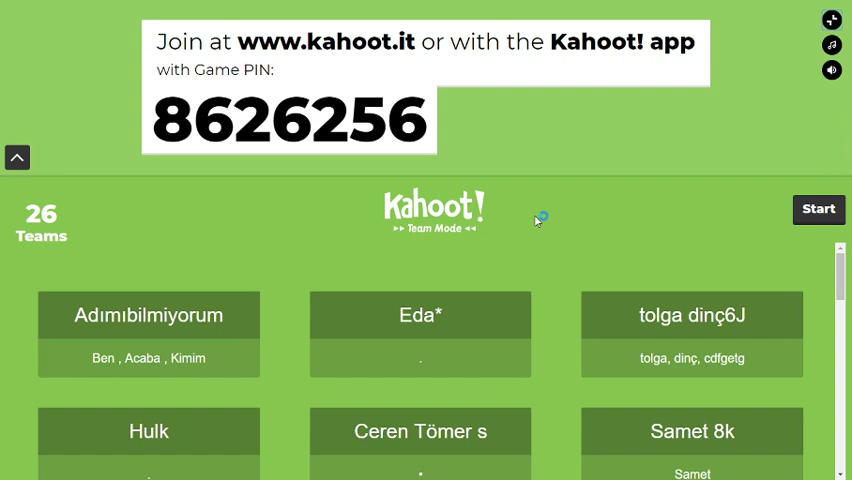 Join at www.kahoot.it or with the Kahoot! app
with Game PIN:
8626256
26
Teams
Kahoot!
Team Mode
Start
Adımıbilmiyorum
Eda*
tolga dinç6J
Ben , Acaba , Kimim
.
tolga, dinç, cdfgetg
Hulk
Ceren Tömer s
Samet 8k
.
•
Samet